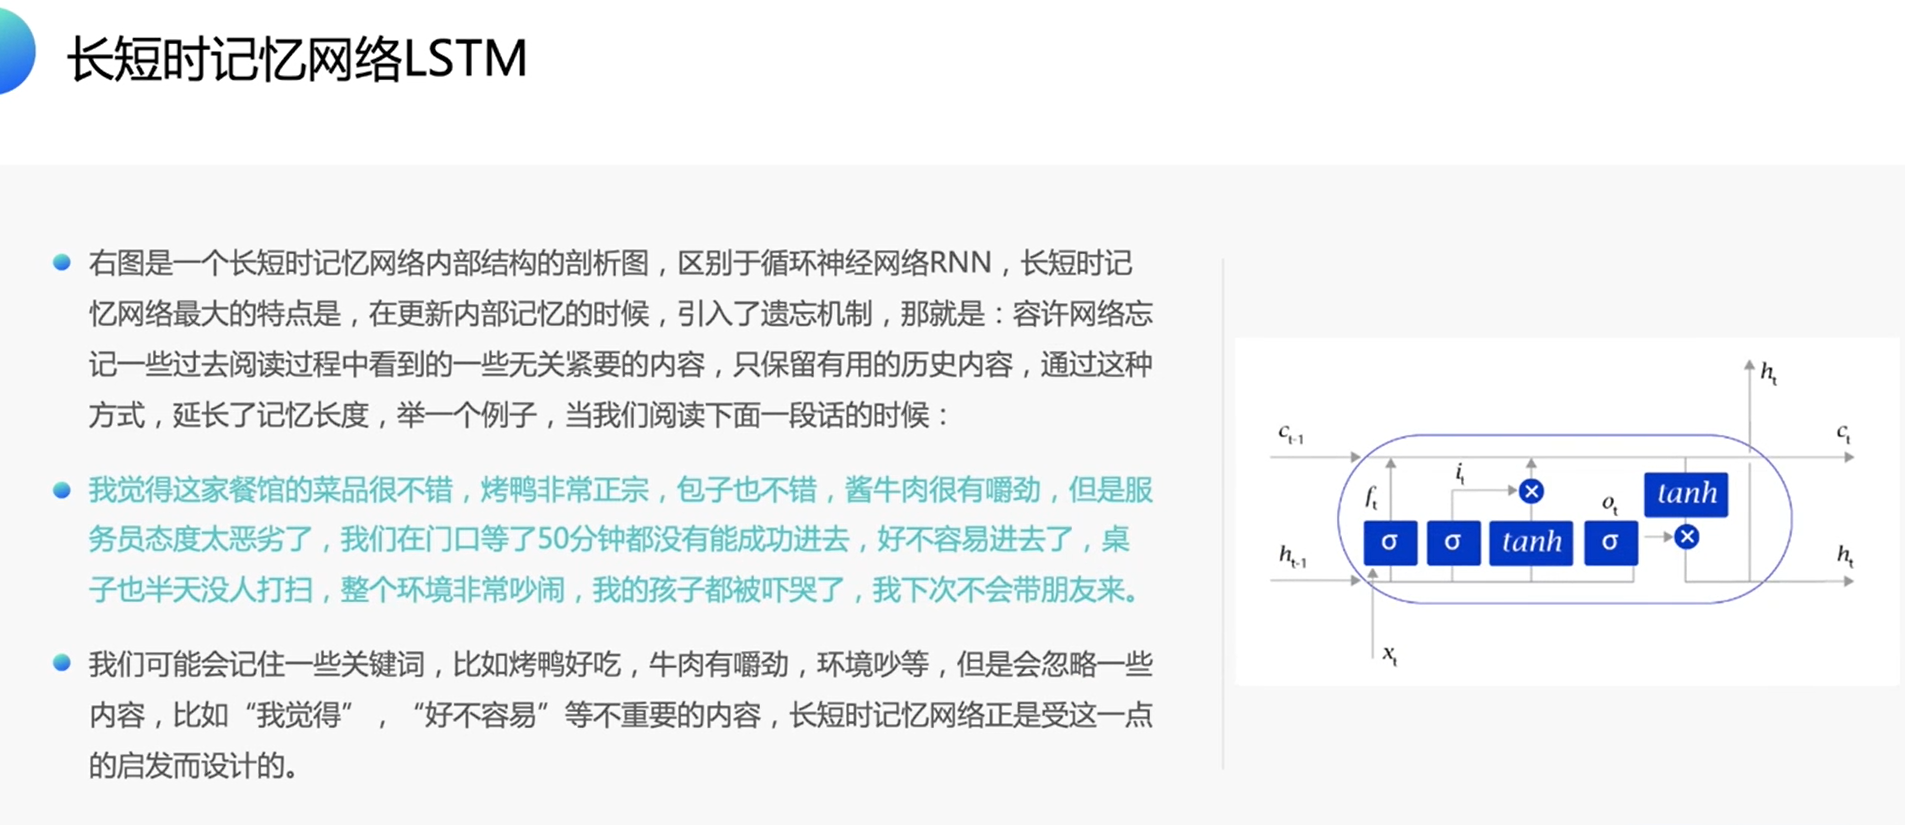 长短时记忆网络LSTM
右图是一个长短时记忆网络内部结构的剖析图，区别于循环神经网络RNN，长短时记
忆网络最大的特点是，在更新内部记忆的时候，引入了遗忘机制，那就是：容许网络忘
记一些过去阅读过程中看到的一些无关紧要的内容，只保留有用的历史内容，通过这种
方式，延长了记忆长度，举一个例子，当我们阅读下面一段话的时候：
我觉得这家餐馆的菜品很不错，烤鸭非常正宗，包子也不错，酱牛肉很有嚼劲，但是服
务员态度太恶劣了，我们在门口等了50分钟都没有能成功进去，好不容易进去了，桌
子也半天没人打扫，整个环境非常吵闹，我的孩子都被吓哭了，我下次不会带朋友来。
我们可能会记住一些关键词，比如烤鸭好吃，牛肉有嚼劲，环境吵等，但是会忽略一些
内容，比如“我觉得”，“好不容易”等不重要的内容，长短时记忆网络正是受这一点
的启发而设计的。
h_t
c_{t-1}
c_t
i_t
f_t
o_t
tanh
σ
σ
tanh
σ
h_{t-1}
h_t
x_t